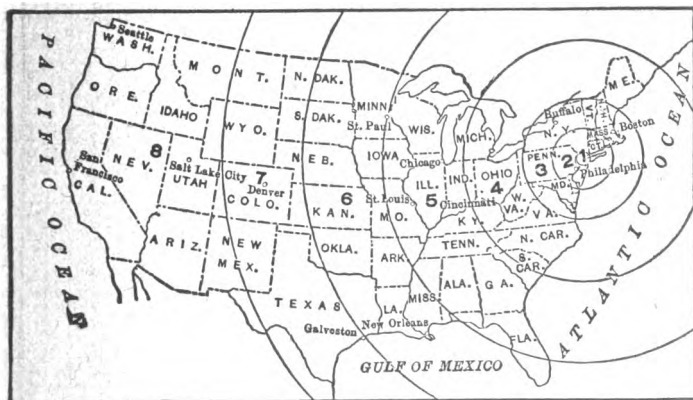 PACIFIC OCEAN
Seattle
WASH.
MONT.
N. DAK.
MINN.
ME.
ORE.
IDAHO
S. DAK.
St. Paul
WIS.
MICH.
Buffalo
N. Y.
MASS.
Boston
WYO.
8
NEV.
San Francisco
CAL.
Salt Lake City
UTAH
7
Denver
COLO.
NEB.
IOWA
Chicago
ILL.
IND.
OHIO
PENN.
3
2
1
Philadelphia
MD.
6
KAN.
St. Louis
MO.
5
Cincinnati
4
W. VA.
VA.
KY.
ARIZ.
NEW MEX.
OKLA.
ARK.
TENN.
N. CAR.
S. CAR.
TEXAS
Galveston
LA.
New Orleans
MISS.
ALA.
GA.
FLA.
GULF OF MEXICO
ATLANTIC OCEAN